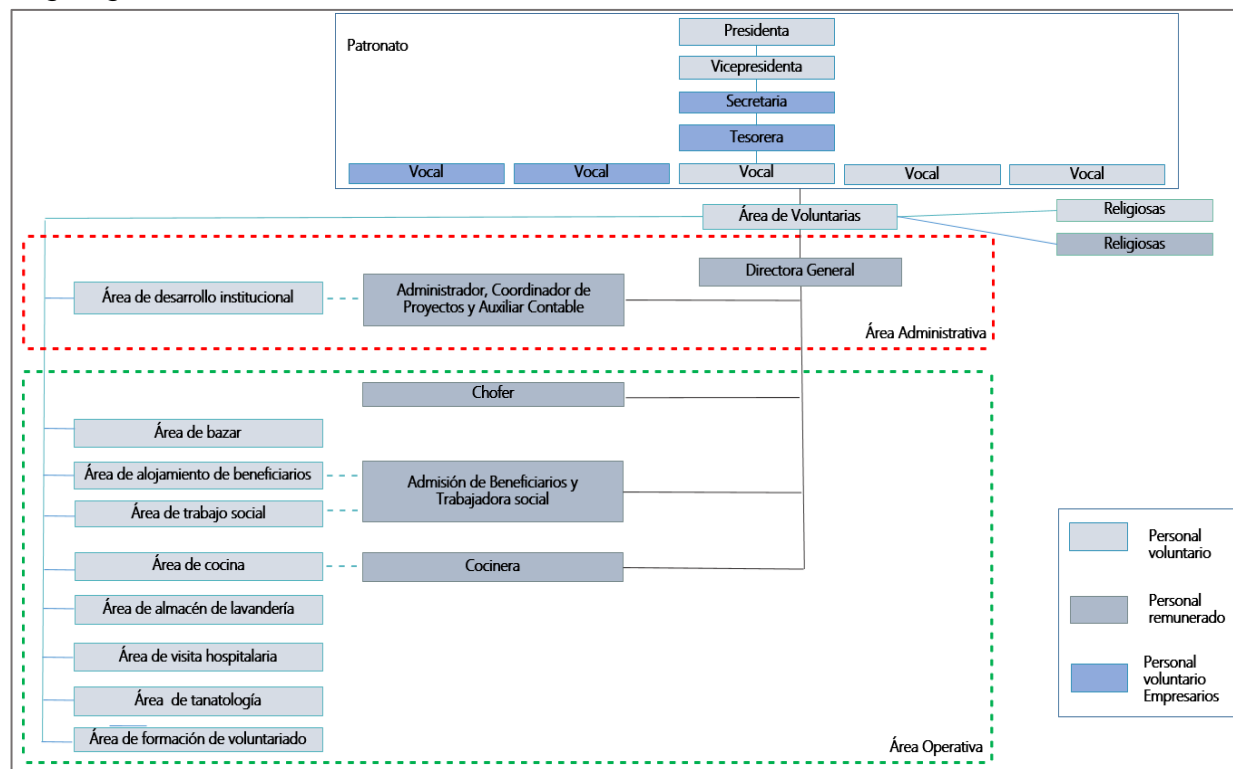 Patronato
Presidenta
Vicepresidenta
Secretaria
Tesorera
Vocal
Vocal
Vocal
Vocal
Vocal
Área de Voluntarias
Religiosas
Religiosas
Directora General
Área de desarrollo institucional
Administrador, Coordinador de
Proyectos y Auxiliar Contable
Área Administrativa
Chofer
Área de bazar
Área de alojamiento de beneficiarios
Admisión de Beneficiarios y
Trabajadora social
Área de trabajo social
Área de cocina
Cocinera
Área de almacén de lavandería
Área de visita hospitalaria
Área de tanatología
Área de formación de voluntariado
Área Operativa
Personal
voluntario
Personal
remunerado
Personal
voluntario
Empresarios